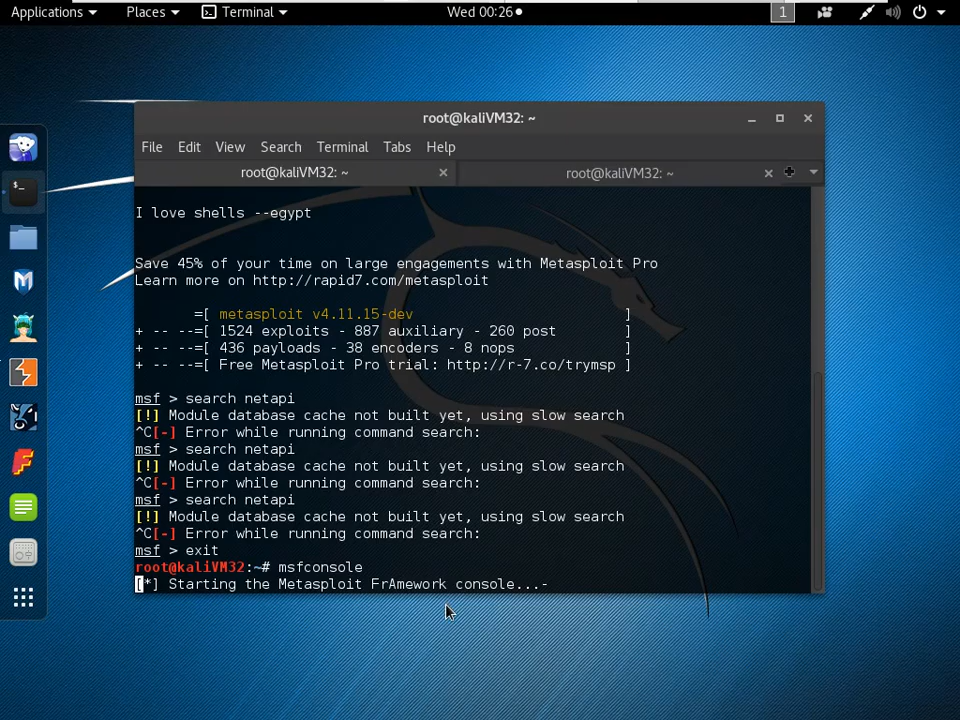 Applications Places Terminal Wed 00:26 1
root@kaliVM32: ~
File Edit View Search Terminal Tabs Help
root@kaliVM32: ~ root@kaliVM32: ~
I love shells --egypt
Save 45% of your time on large engagements with Metasploit Pro
Learn more on http://rapid7.com/metasploit
=[ metasploit v4.11.15-dev ]
+ -- --=[ 1524 exploits - 887 auxiliary - 260 post ]
+ -- --=[ 436 payloads - 38 encoders - 8 nops ]
+ -- --=[ Free Metasploit Pro trial: http://r-7.co/trymsp ]
msf > search netapi
[!] Module database cache not built yet, using slow search
^C[-] Error while running command search:
msf > search netapi
[!] Module database cache not built yet, using slow search
^C[-] Error while running command search:
msf > search netapi
[!] Module database cache not built yet, using slow search
^C[-] Error while running command search:
msf > exit
root@kaliVM32:~# msfconsole
[*] Starting the Metasploit FrAmework console...-